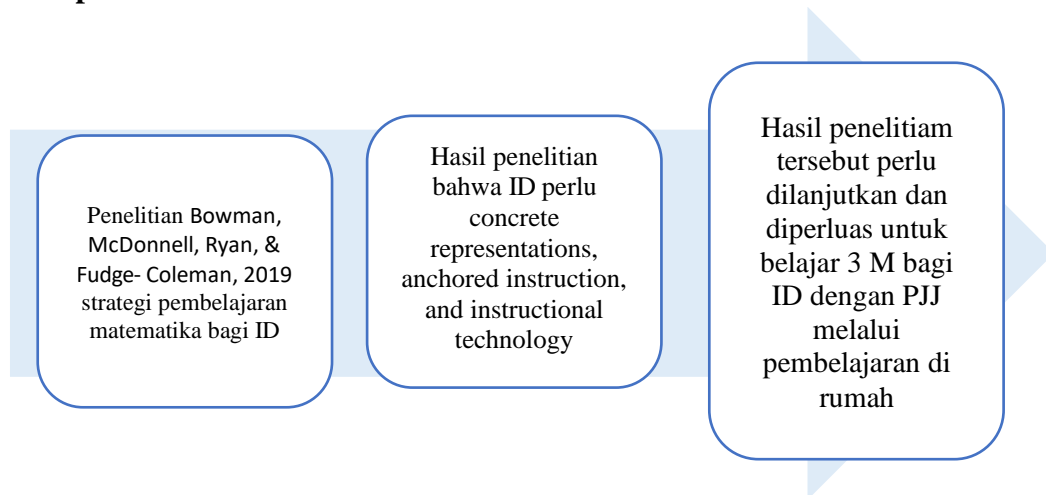 Penelitian Bowman,
McDonnell, Ryan, &
Fudge- Coleman, 2019
strategi pembelajaran
matematika bagi ID
Hasil penelitian
bahwa ID perlu
concrete
representations,
anchored instruction,
and instructional
technology
Hasil penelitiam
tersebut perlu
dilanjutkan dan
diperluas untuk
belajar 3 M bagi
ID dengan PJJ
melalui
pembelajaran di
rumah